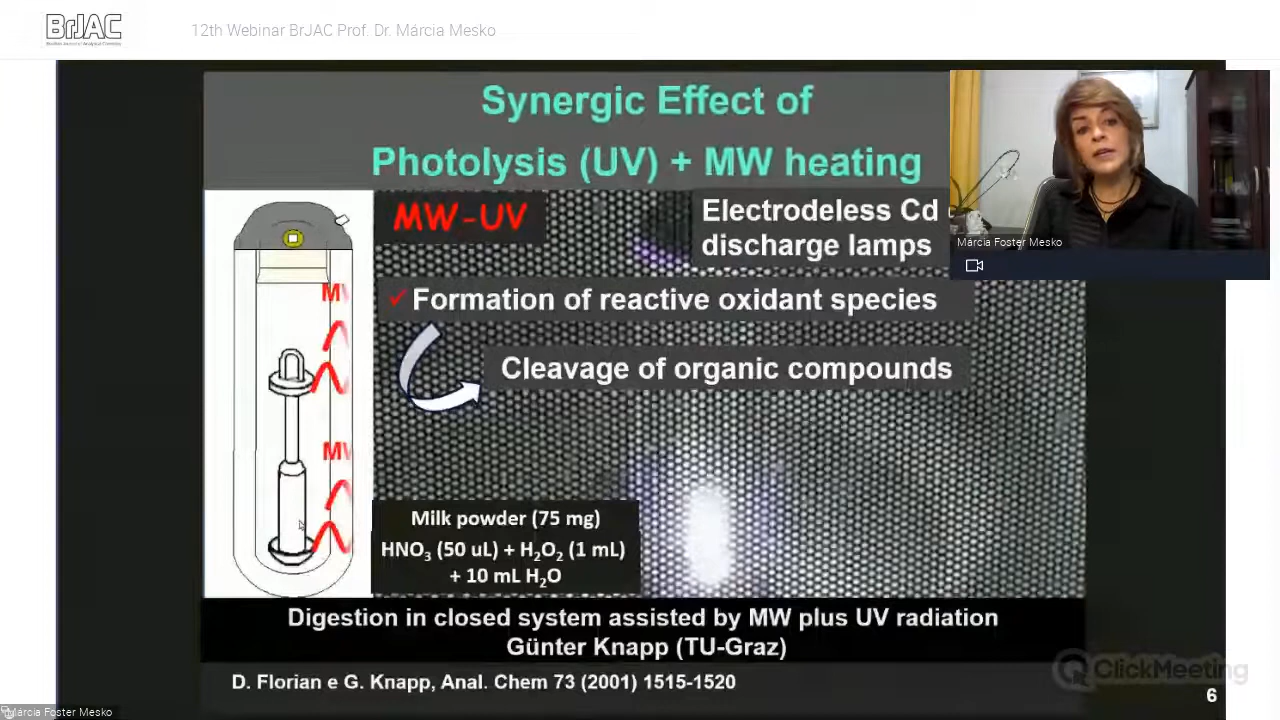 BrJAC
12th Webinar BrJAC Prof. Dr. Márcia Mesko
Synergic Effect of
Photolysis (UV) + MW heating
MW-UV
Electrodeless Cd
discharge lamps
Márcia Foster Mesko
✓ Formation of reactive oxidant species
Cleavage of organic compounds
Milk powder (75 mg)
HNO₃ (50 uL) + H₂O₂ (1 mL)
+ 10 mL H₂O
Digestion in closed system assisted by MW plus UV radiation
Günter Knapp (TU-Graz)
ClickMeeting
D. Florian e G. Knapp, Anal. Chem 73 (2001) 1515-1520
6
Márcia Foster Mesko